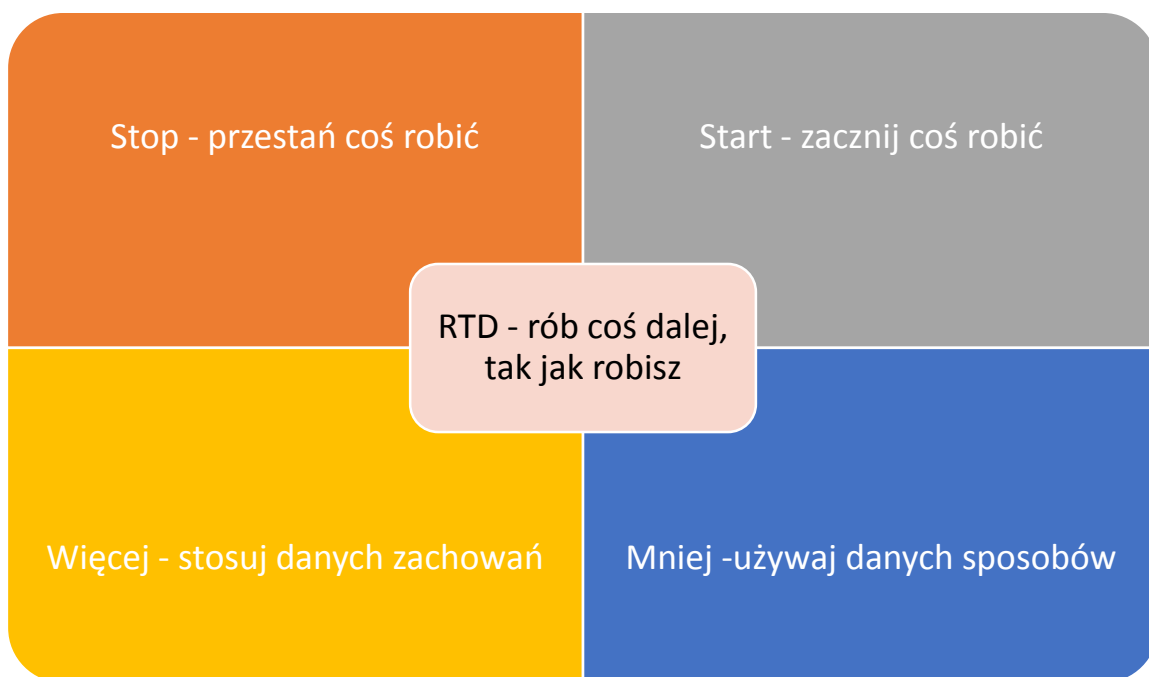 Stop - przestań coś robić
Start - zacznij coś robić
RTD - rób coś dalej,
tak jak robisz
Więcej - stosuj danych zachowań
Mniej -używaj danych sposobów